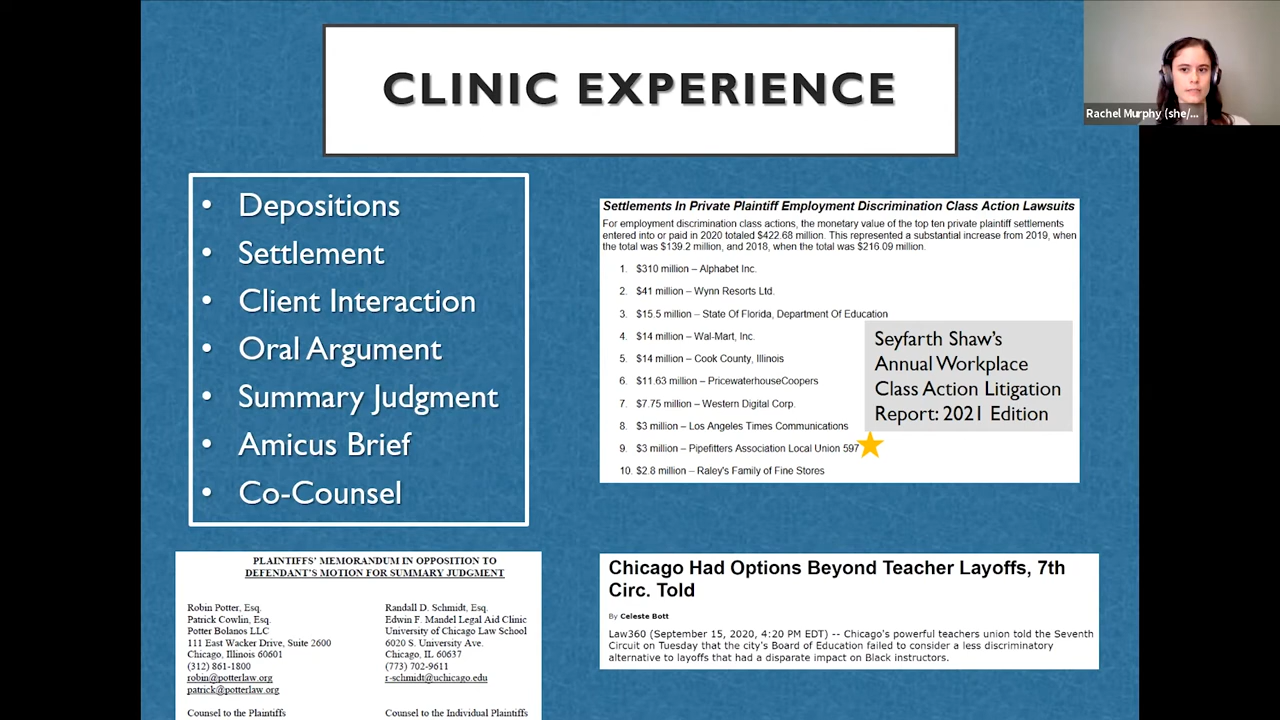 CLINIC EXPERIENCE
Rachel Murphy (she/...
• Depositions
• Settlement
• Client Interaction
• Oral Argument
• Summary Judgment
• Amicus Brief
• Co-Counsel
Settlements In Private Plaintiff Employment Discrimination Class Action Lawsuits
For employment discrimination class actions, the monetary value of the top ten private plaintiff settlements
entered into or paid in 2020 totaled $422.68 million. This represented a substantial increase from 2019, when
the total was $139.2 million, and 2018, when the total was $216.09 million.
1. $310 million – Alphabet Inc.
2. $41 million – Wynn Resorts Ltd.
3. $15.5 million – State Of Florida, Department Of Education
4. $14 million – Wal-Mart, Inc.
5. $14 million – Cook County, Illinois
6. $11.63 million – PricewaterhouseCoopers
7. $7.75 million – Western Digital Corp.
8. $3 million – Los Angeles Times Communications
9. $3 million – Pipefitters Association Local Union 597
10. $2.8 million – Raley's Family of Fine Stores
Seyfarth Shaw's
Annual Workplace
Class Action Litigation
Report: 2021 Edition
PLAINTIFFS' MEMORANDUM IN OPPOSITION TO
DEFENDANT'S MOTION FOR SUMMARY JUDGMENT
Robin Potter, Esq.
Patrick Cowlin, Esq.
Potter Bolanos LLC
111 East Wacker Drive, Suite 2600
Chicago, Illinois 60601
(312) 861-1800
robin@potterlaw.org
patrick@potterlaw.org
Counsel to the Plaintiffs
Randall D. Schmidt, Esq.
Edwin F. Mandel Legal Aid Clinic
University of Chicago Law School
6020 S. University Ave.
Chicago, IL 60637
(773) 702-9611
r-schmidt@uchicago.edu
Counsel to the Individual Plaintiffs
Chicago Had Options Beyond Teacher Layoffs, 7th
Circ. Told
By Celeste Bott
Law360 (September 15, 2020, 4:20 PM EDT) -- Chicago's powerful teachers union told the Seventh
Circuit on Tuesday that the city's Board of Education failed to consider a less discriminatory
alternative to layoffs that had a disparate impact on Black instructors.